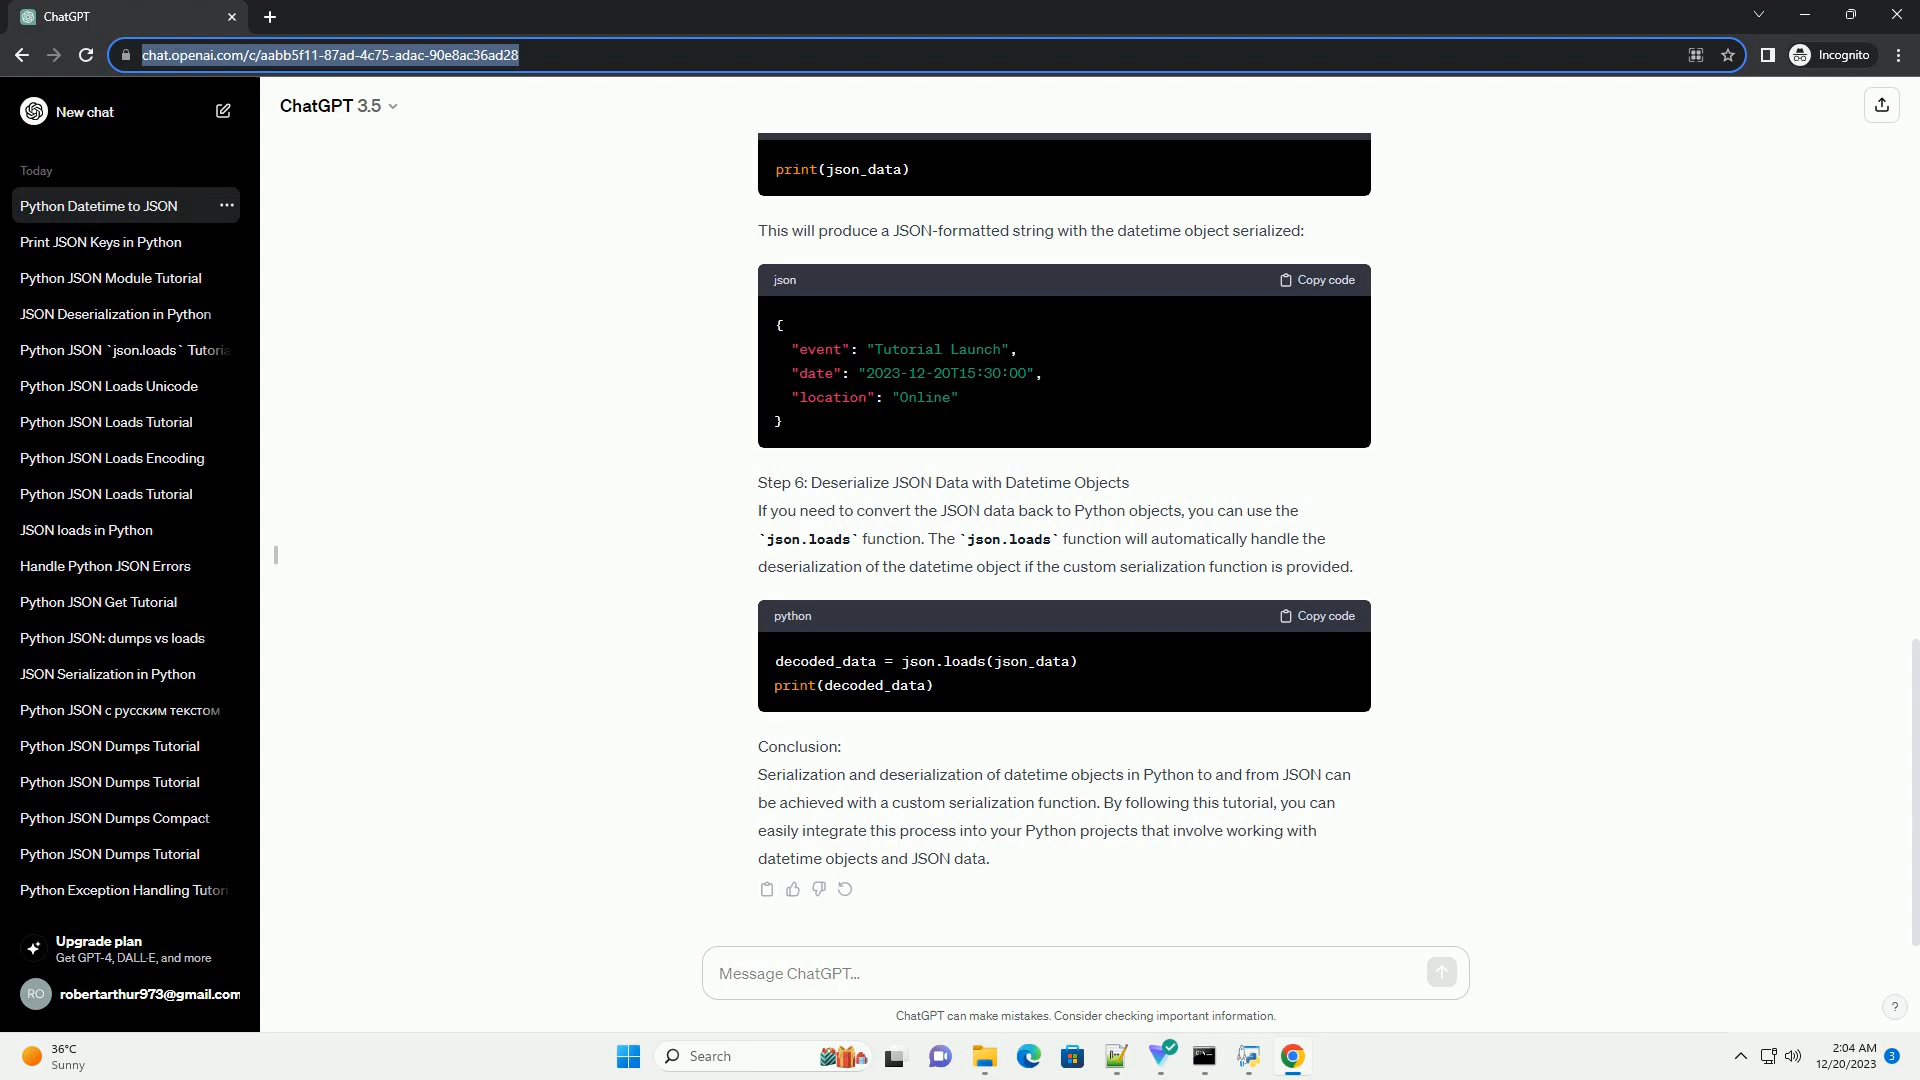 ChatGPT
chat.openai.com/c/aabb5f11-87ad-4c75-adac-90e8ac36ad28
Incognito
New chat
ChatGPT 3.5
Today
Python Datetime to JSON
Print JSON Keys in Python
Python JSON Module Tutorial
JSON Deserialization in Python
Python JSON `json.loads` Tutoria
Python JSON Loads Unicode
Python JSON Loads Tutorial
Python JSON Loads Encoding
Python JSON Loads Tutorial
JSON loads in Python
Handle Python JSON Errors
Python JSON Get Tutorial
Python JSON: dumps vs loads
JSON Serialization in Python
Python JSON с русским текстом
Python JSON Dumps Tutorial
Python JSON Dumps Tutorial
Python JSON Dumps Compact
Python JSON Dumps Tutorial
Python Exception Handling Tutori
Upgrade plan
Get GPT-4, DALL·E, and more
RO
robertarthur973@gmail.com
print(json_data)
This will produce a JSON-formatted string with the datetime object serialized:
json
Copy code
{
"event": "Tutorial Launch",
"date": "2023-12-20T15:30:00",
"location": "Online"
}
Step 6: Deserialize JSON Data with Datetime Objects
If you need to convert the JSON data back to Python objects, you can use the
`json.loads` function. The `json.loads` function will automatically handle the
deserialization of the datetime object if the custom serialization function is provided.
python
Copy code
decoded_data = json.loads(json_data)
print(decoded_data)
Conclusion:
Serialization and deserialization of datetime objects in Python to and from JSON can
be achieved with a custom serialization function. By following this tutorial, you can
easily integrate this process into your Python projects that involve working with
datetime objects and JSON data.
Message ChatGPT...
ChatGPT can make mistakes. Consider checking important information.
?
36°C
Sunny
Search
2:04 AM
12/20/2023
3